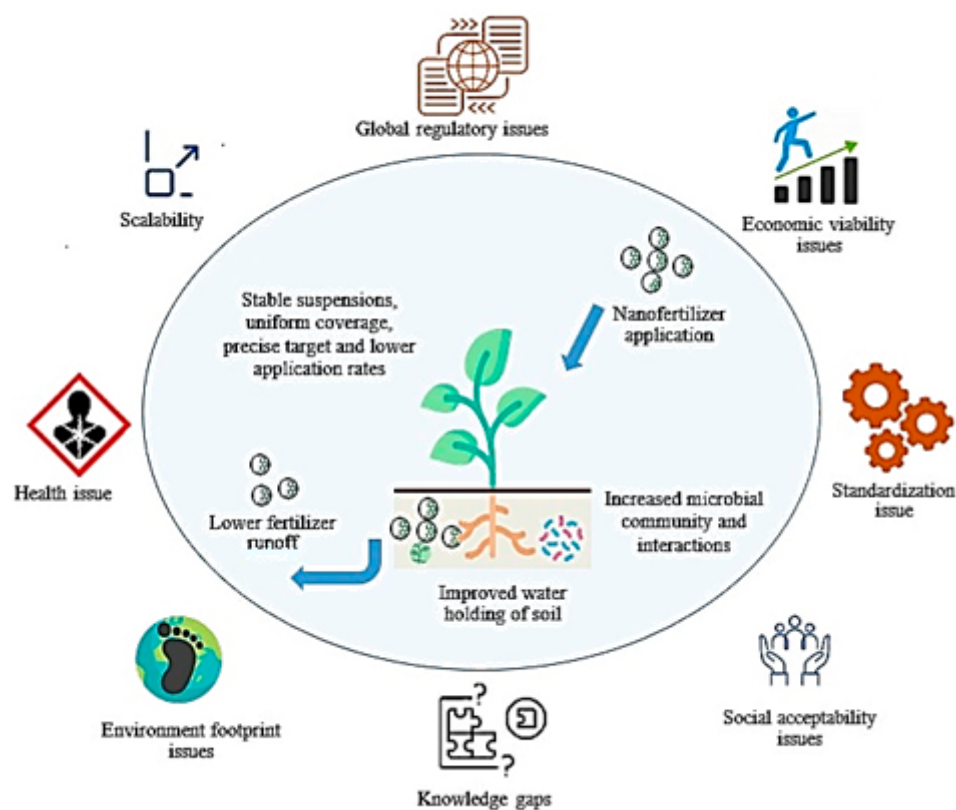 Global regulatory issues
Scalability
Economic viability
issues
Stable suspensions,
uniform coverage,
precise target and lower
application rates
Nanofertilizer
application
Health issue
Standardization
issue
Lower fertilizer
runoff
Increased microbial
community and
interactions
Improved water
holding of soil
Environment footprint
issues
Social acceptability
issues
?
?
Knowledge gaps